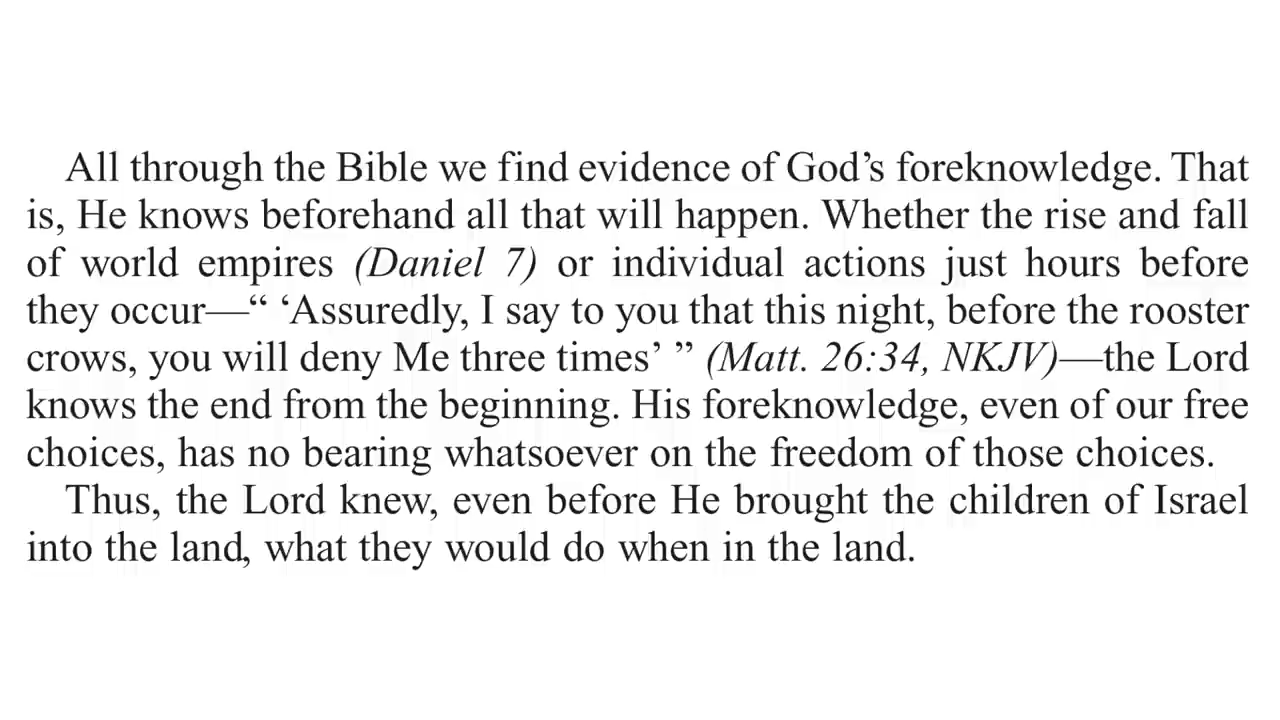 All through the Bible we find evidence of God’s foreknowledge. That
is, He knows beforehand all that will happen. Whether the rise and fall
of world empires (Daniel 7) or individual actions just hours before
they occur—“ ‘Assuredly, I say to you that this night, before the rooster
crows, you will deny Me three times’ ” (Matt. 26:34, NKJV)—the Lord
knows the end from the beginning. His foreknowledge, even of our free
choices, has no bearing whatsoever on the freedom of those choices.
Thus, the Lord knew, even before He brought the children of Israel
into the land, what they would do when in the land.